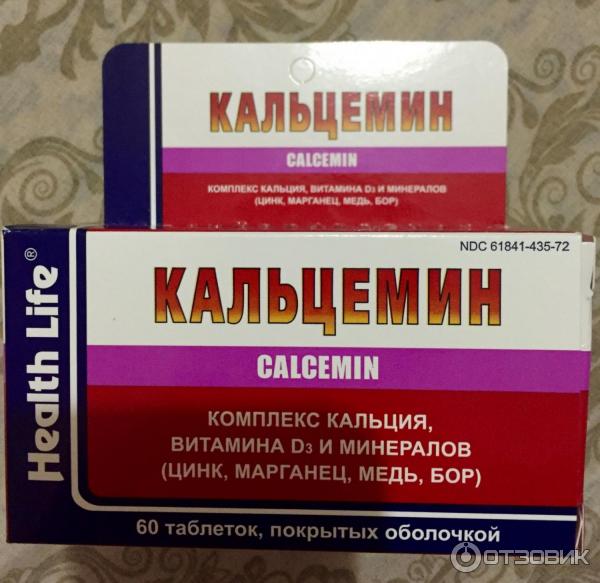 КАЛЬЦЕМИН
CALCEMIN
КОМПЛЕКС КАЛЬЦИЯ, ВИТАМИНА D3 И МИНЕРАЛОВ
(ЦИНК, МАРГАНЕЦ, МЕДЬ, БОР)
NDC 61841-435-72
Health Life®
КАЛЬЦЕМИН
CALCEMIN
КОМПЛЕКС КАЛЬЦИЯ,
ВИТАМИНА D3 И МИНЕРАЛОВ
(ЦИНК, МАРГАНЕЦ, МЕДЬ, БОР)
60 таблеток, покрытых оболочкой
ОТЗОВИК